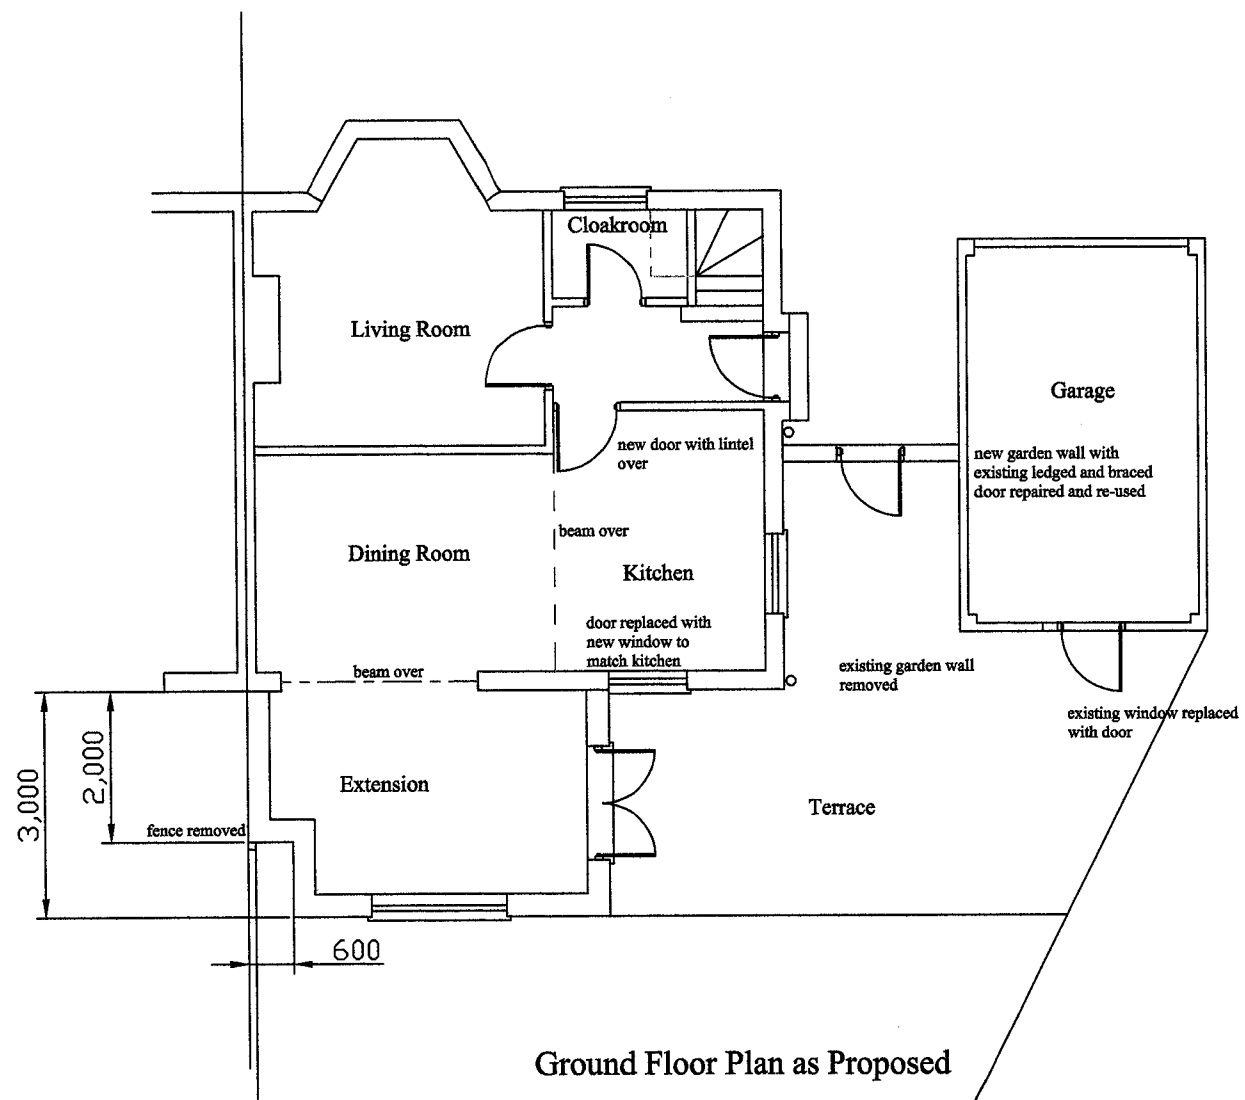 Cloakroom
Living Room
Garage
new door with lintel
over
new garden wall with
existing ledged and braced
door repaired and re-used
beam over
Dining Room
Kitchen
door replaced with
new window to
match kitchen
beam over
existing garden wall
removed
existing window replaced
with door
3,000
2,000
Extension
Terrace
fence removed
600
Ground Floor Plan as Proposed